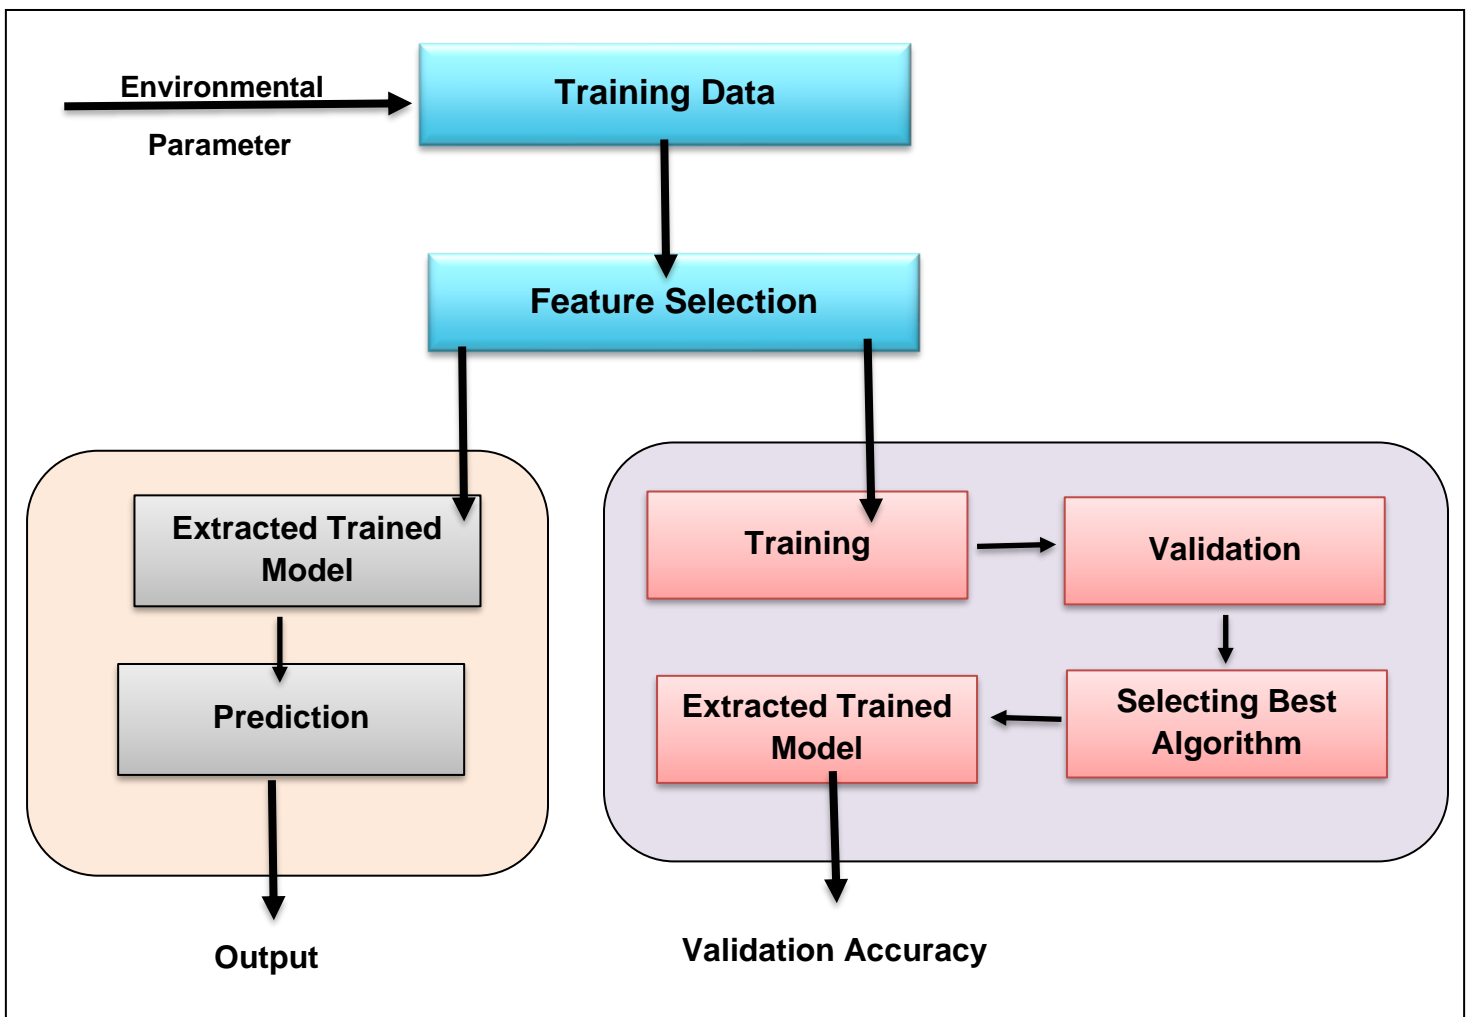 Environmental
Parameter
Training Data
Feature Selection
Extracted Trained
Model
Prediction
Output
Training
Validation
Selecting Best
Algorithm
Extracted Trained
Model
Validation Accuracy